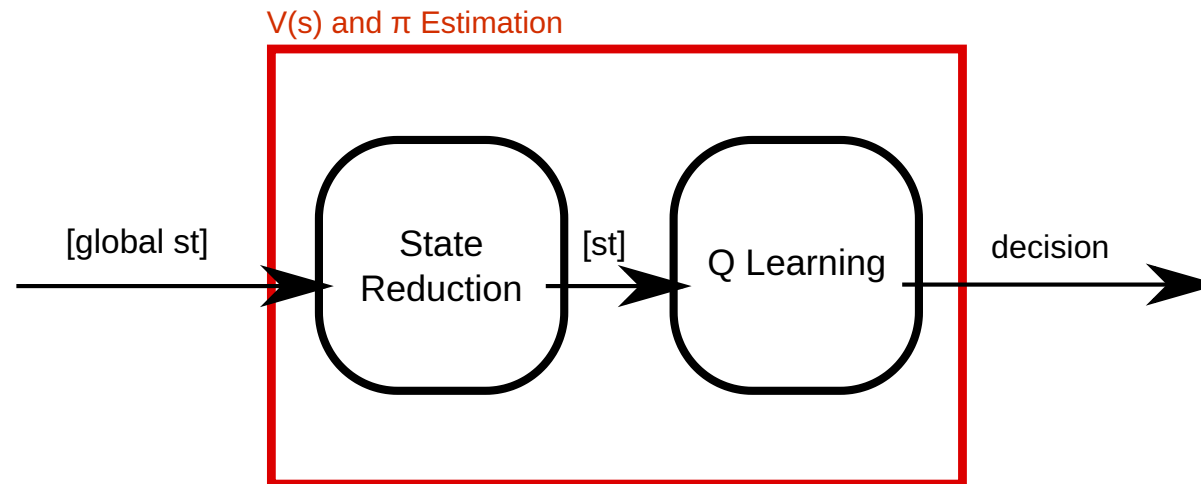 V(s) and π Estimation
[global st]
State
Reduction
[st]
Q Learning
decision